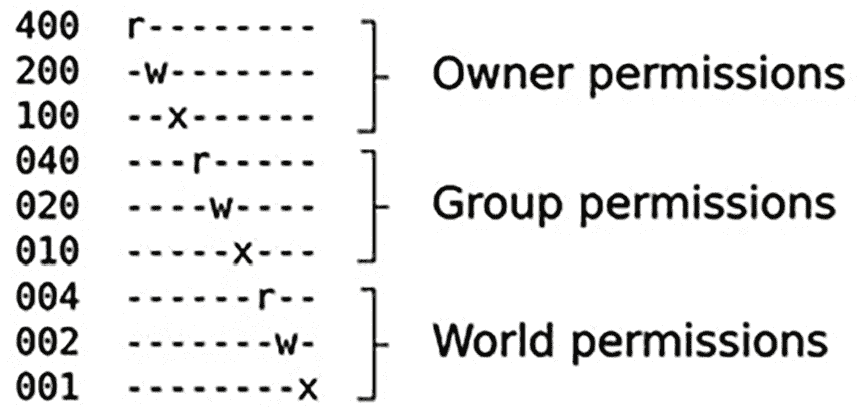 400 r--------
200 -w------- Owner permissions
100 --x------
040 ---r-----
020 ----w---- Group permissions
010 -----x---
004 ------r--
002 -------w- World permissions
001 --------x